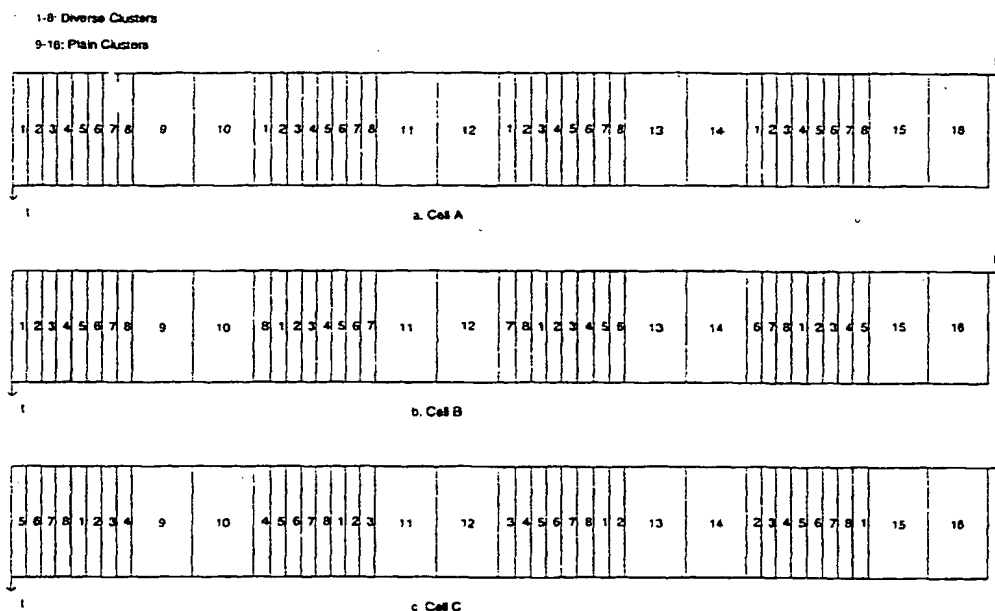 1-8: Diverse Clusters
9-16: Plain Clusters
1 2 3 4 5 6 7 8 9 10 1 2 3 4 5 6 7 8 11 12 1 2 3 4 5 6 7 8 13 14 1 2 3 4 5 6 7 8 15 16
t
a. Cell A
1 2 3 4 5 6 7 8 9 10 8 1 2 3 4 5 6 7 11 12 7 8 1 2 3 4 5 6 13 14 6 7 8 1 2 3 4 5 15 16
t
b. Cell B
5 6 7 8 1 2 3 4 9 10 4 5 6 7 8 1 2 3 11 12 3 4 5 6 7 8 1 2 13 14 2 3 4 5 6 7 8 1 15 16
t
c. Cell C